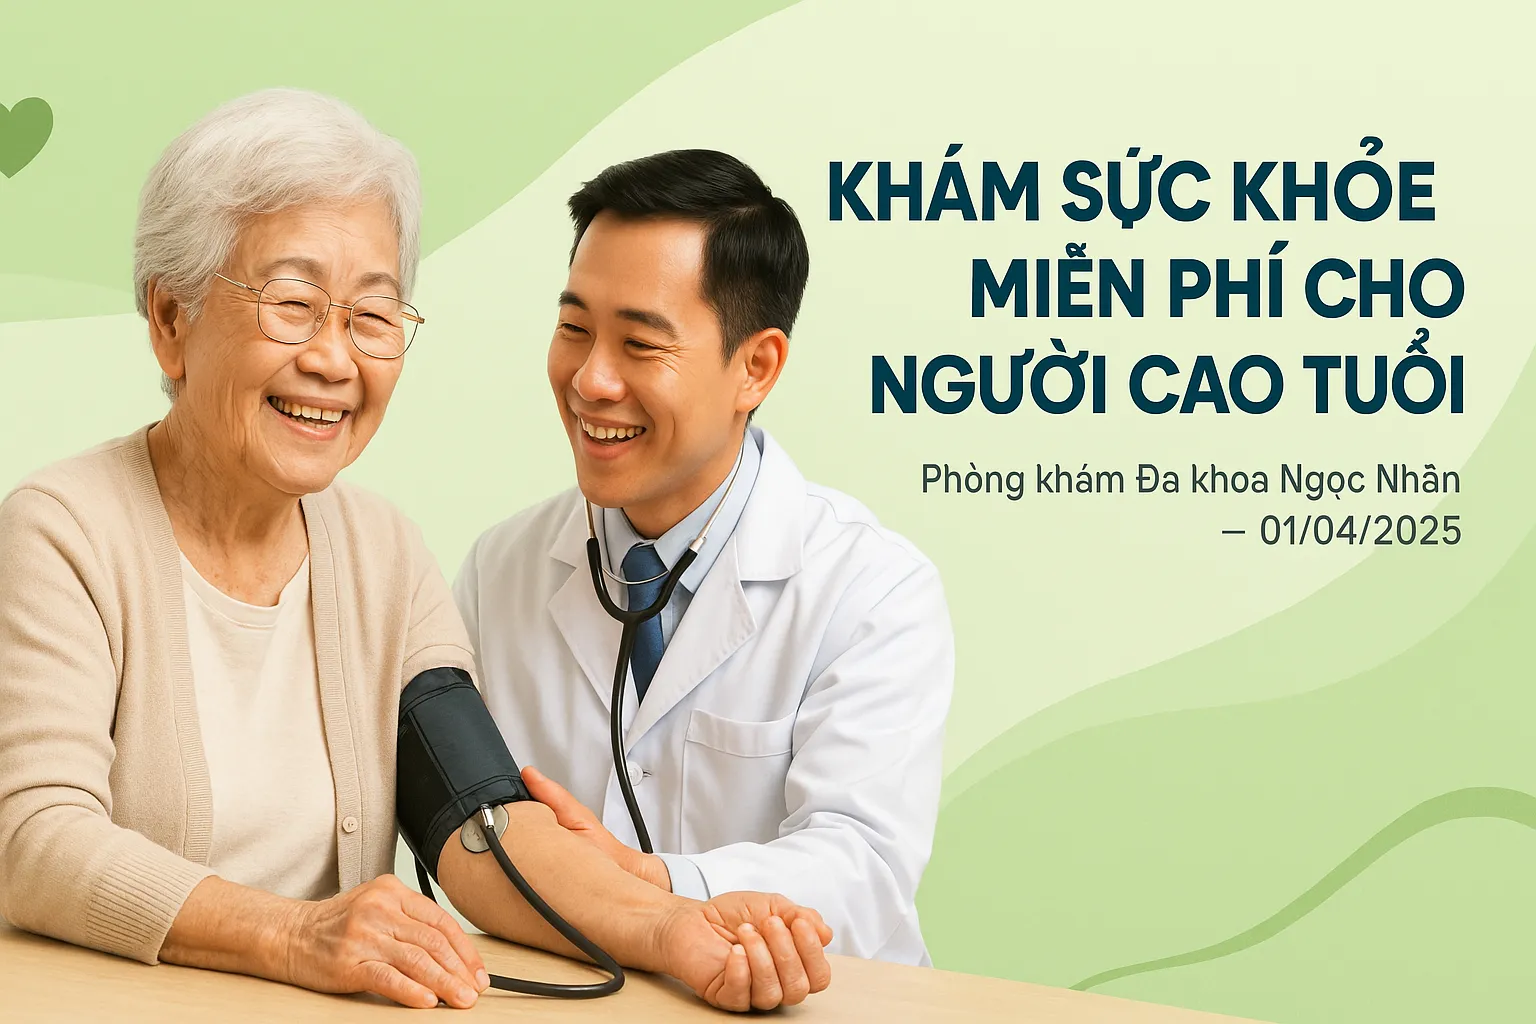 KHÁM SỨC KHỎE
MIỄN PHÍ CHO
NGƯỜI CAO TUỔI
Phòng khám Đa khoa Ngọc Nhân
– 01/04/2025